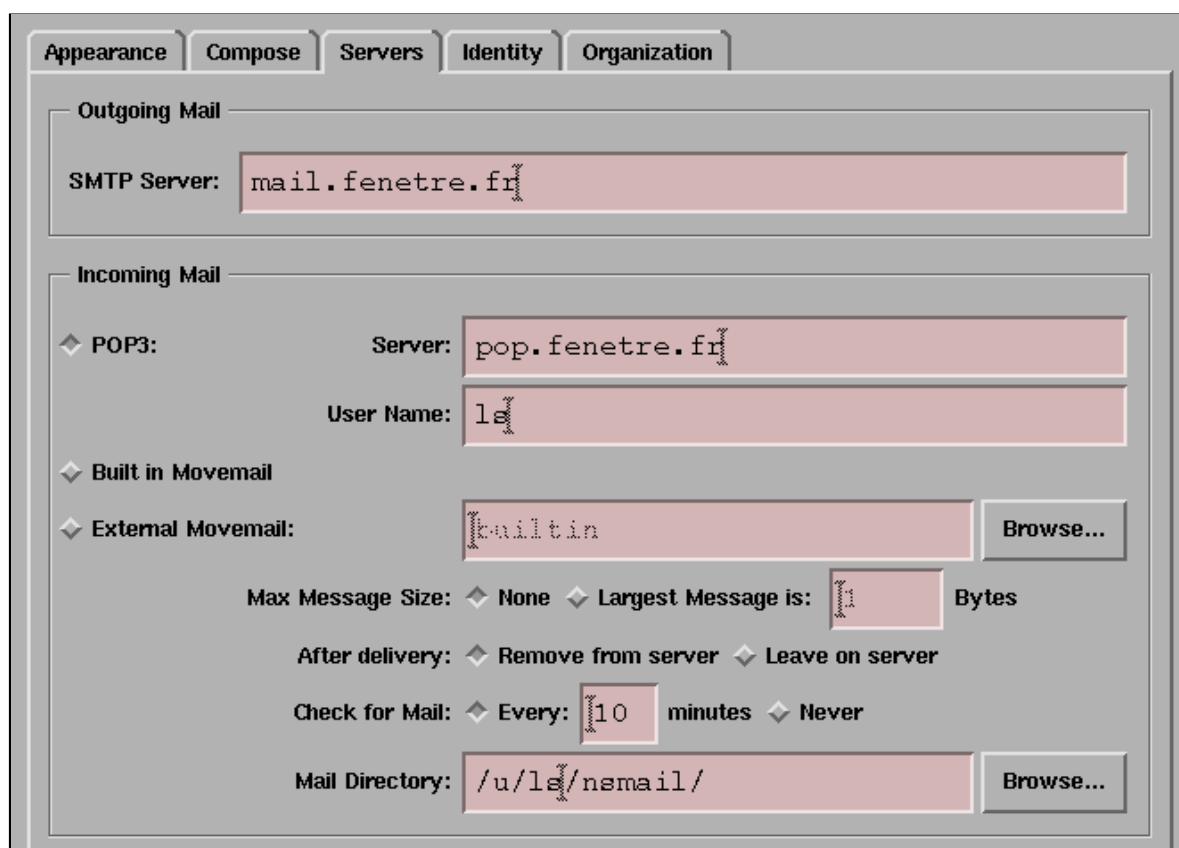 Appearance Compose Servers Identity Organization
Outgoing Mail
SMTP Server: mail.fenetre.fr
Incoming Mail
POP3: Server: pop.fenetre.fr
User Name: ls
Built in Movemail
External Movemail: builtin Browse...
Max Message Size: None Largest Message is: 1 Bytes
After delivery: Remove from server Leave on server
Check for Mail: Every: 10 minutes Never
Mail Directory: /u/ls/nsmail/ Browse...